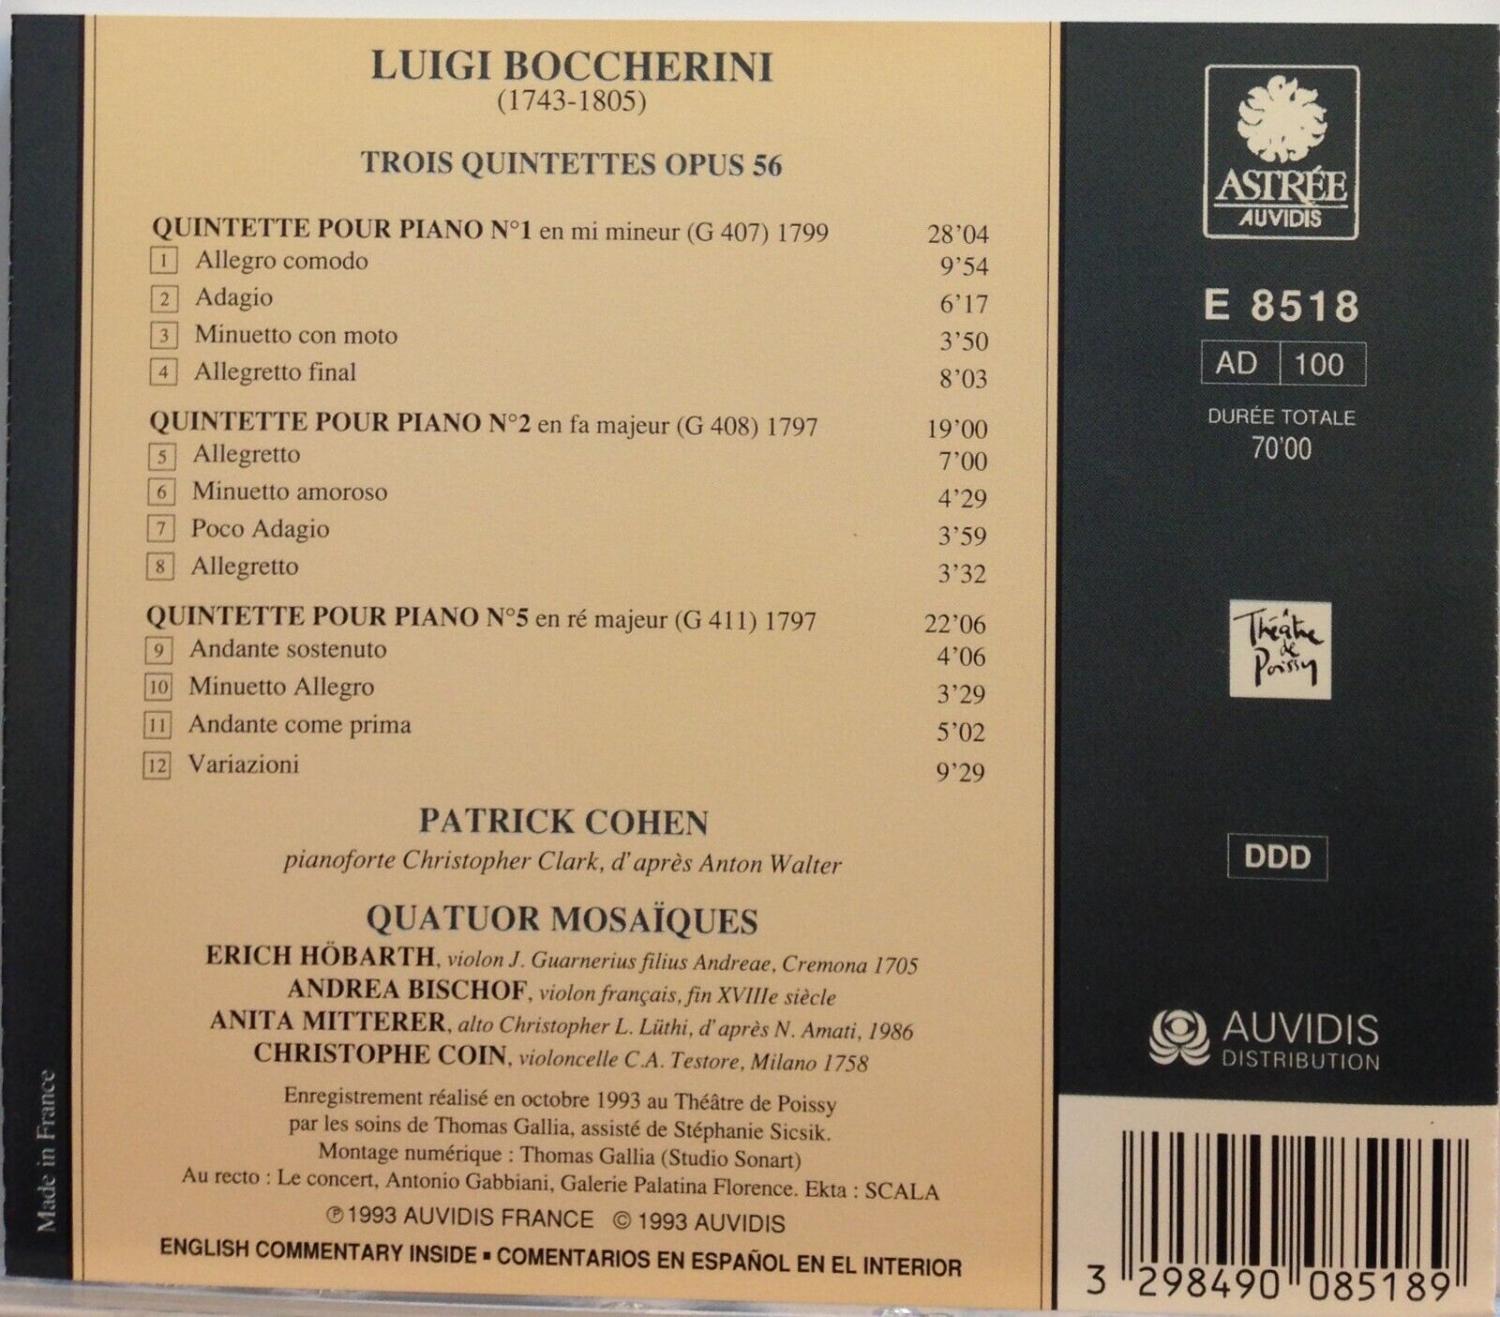 LUIGI BOCCHERINI
(1743-1805)
TROIS QUINTETTES OPUS 56
QUINTETTE POUR PIANO N°1 en mi mineur (G 407) 1799 28'04
1 Allegro comodo 9'54
2 Adagio 6'17
3 Minuetto con moto 3'50
4 Allegretto final 8'03
QUINTETTE POUR PIANO N°2 en fa majeur (G 408) 1797 19'00
5 Allegretto 7'00
6 Minuetto amoroso 4'29
7 Poco Adagio 3'59
8 Allegretto 3'32
QUINTETTE POUR PIANO N°5 en ré majeur (G 411) 1797 22'06
9 Andante sostenuto 4'06
10 Minuetto Allegro 3'29
11 Andante come prima 5'02
12 Variazioni 9'29
PATRICK COHEN
pianoforte Christopher Clark, d'après Anton Walter
QUATUOR MOSAÏQUES
ERICH HÖBARTH, violon J. Guarnerius filius Andreae, Cremona 1705
ANDREA BISCHOF, violon français, fin XVIIIe siècle
ANITA MITTERER, alto Christopher L. Lüthi, d'après N. Amati, 1986
CHRISTOPHE COIN, violoncelle C.A. Testore, Milano 1758
Enregistrement réalisé en octobre 1993 au Théâtre de Poissy
par les soins de Thomas Gallia, assisté de Stéphanie Sicsik.
Montage numérique : Thomas Gallia (Studio Sonart)
Au recto : Le concert, Antonio Gabbiani, Galerie Palatina Florence. Ekta : SCALA
℗ 1993 AUVIDIS FRANCE © 1993 AUVIDIS
ENGLISH COMMENTARY INSIDE ▪ COMENTARIOS EN ESPAÑOL EN EL INTERIOR
Made in France
ASTRÉE
AUVIDIS
E 8518
AD 100
DURÉE TOTALE
70'00
Théâtre
de
Poissy
DDD
AUVIDIS
DISTRIBUTION
3 298490 085189